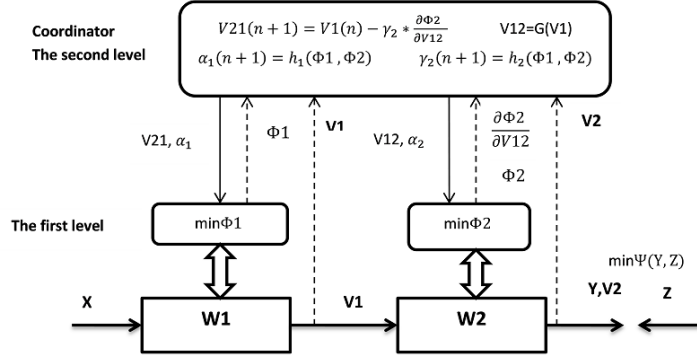 Coordinator
The second level
V21(n + 1) = V1(n) − γ₂ ∗ ∂Φ2/∂V12
V12=G(V1)
α₁(n + 1) = h₁(Φ1 , Φ2)
γ₂(n + 1) = h₂(Φ1 , Φ2)
V21, α₁
Φ1
V1
V12, α₂
∂Φ2/∂V12
V2
Φ2
The first level
minΦ1
minΦ2
minΨ(Y, Z)
X
W1
V1
W2
Y,V2
Z